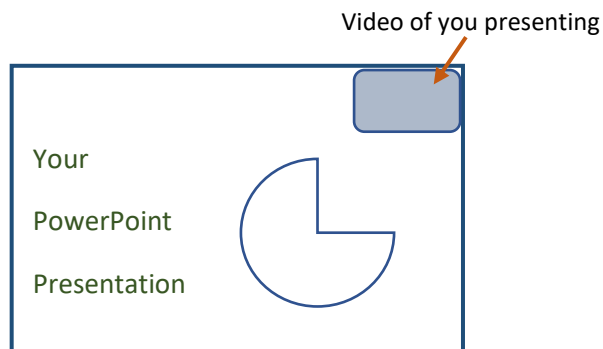 Video of you presenting
Your
PowerPoint
Presentation